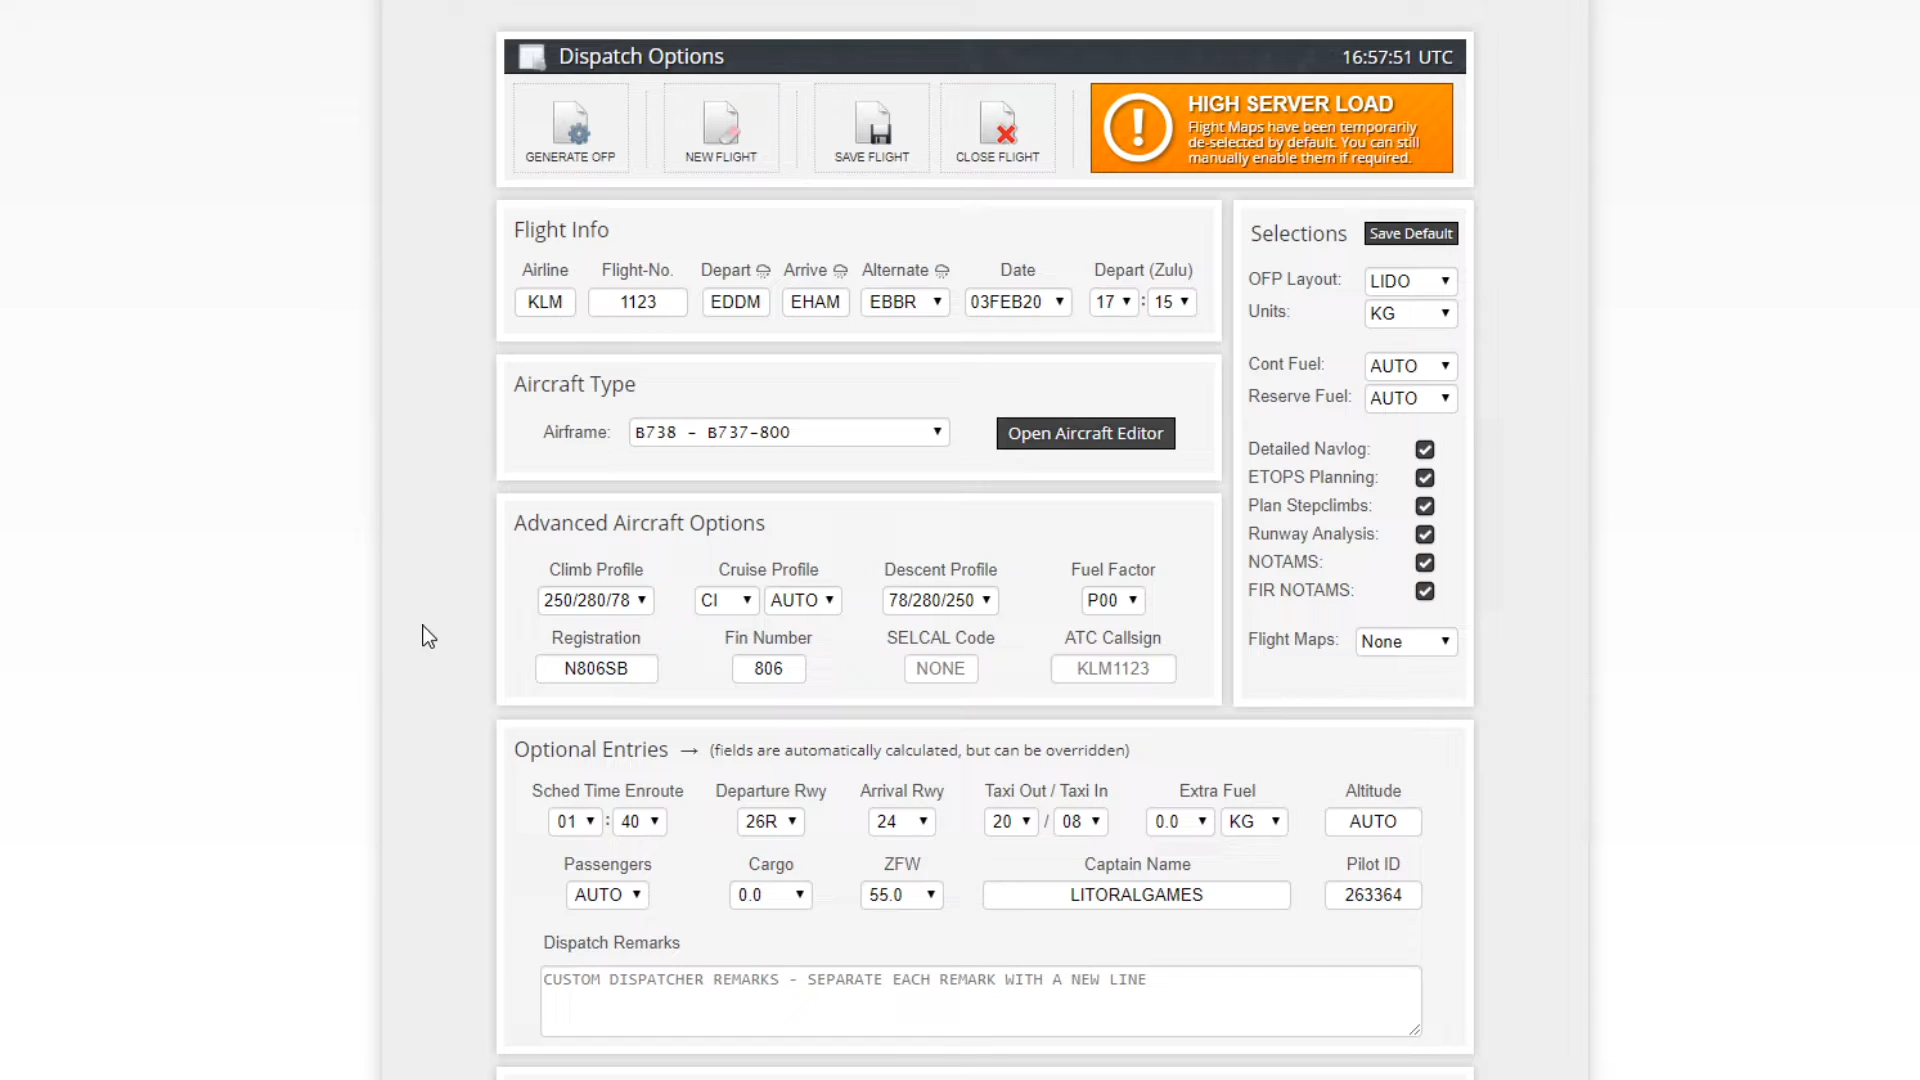 Dispatch Options
16:57:51 UTC
GENERATE OFP
NEW FLIGHT
SAVE FLIGHT
CLOSE FLIGHT
HIGH SERVER LOAD
Flight Maps have been temporarily
de-selected by default. You can still
manually enable them if required.
Flight Info
Airline Flight-No. Depart Arrive Alternate Date Depart (Zulu)
KLM 1123 EDDM EHAM EBBR 03FEB20 17 : 15
Aircraft Type
Airframe: B738 - B737-800 Open Aircraft Editor
Advanced Aircraft Options
Climb Profile Cruise Profile Descent Profile Fuel Factor
250/280/78 CI AUTO 78/280/250 P00
Registration Fin Number SELCAL Code ATC Callsign
N806SB 806 NONE KLM1123
Selections Save Default
OFP Layout: LIDO
Units: KG
Cont Fuel: AUTO
Reserve Fuel: AUTO
Detailed Navlog:
ETOPS Planning:
Plan Stepclimbs:
Runway Analysis:
NOTAMS:
FIR NOTAMS:
Flight Maps: None
Optional Entries → (fields are automatically calculated, but can be overridden)
Sched Time Enroute Departure Rwy Arrival Rwy Taxi Out / Taxi In Extra Fuel Altitude
01 : 40 26R 24 20 / 08 0.0 KG AUTO
Passengers Cargo ZFW Captain Name Pilot ID
AUTO 0.0 55.0 LITORALGAMES 263364
Dispatch Remarks
CUSTOM DISPATCHER REMARKS - SEPARATE EACH REMARK WITH A NEW LINE